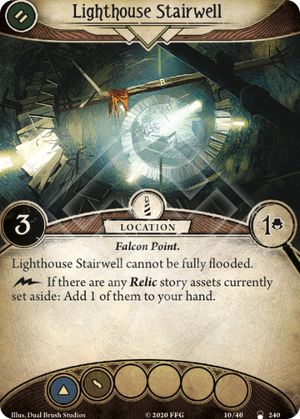 Lighthouse Stairwell
3
LOCATION
1
Falcon Point.
Lighthouse Stairwell cannot be fully flooded.
If there are any Relic story assets currently
set aside: Add 1 of them to your hand.
Illus. Dual Brush Studios © 2020 FFG 10/40 240